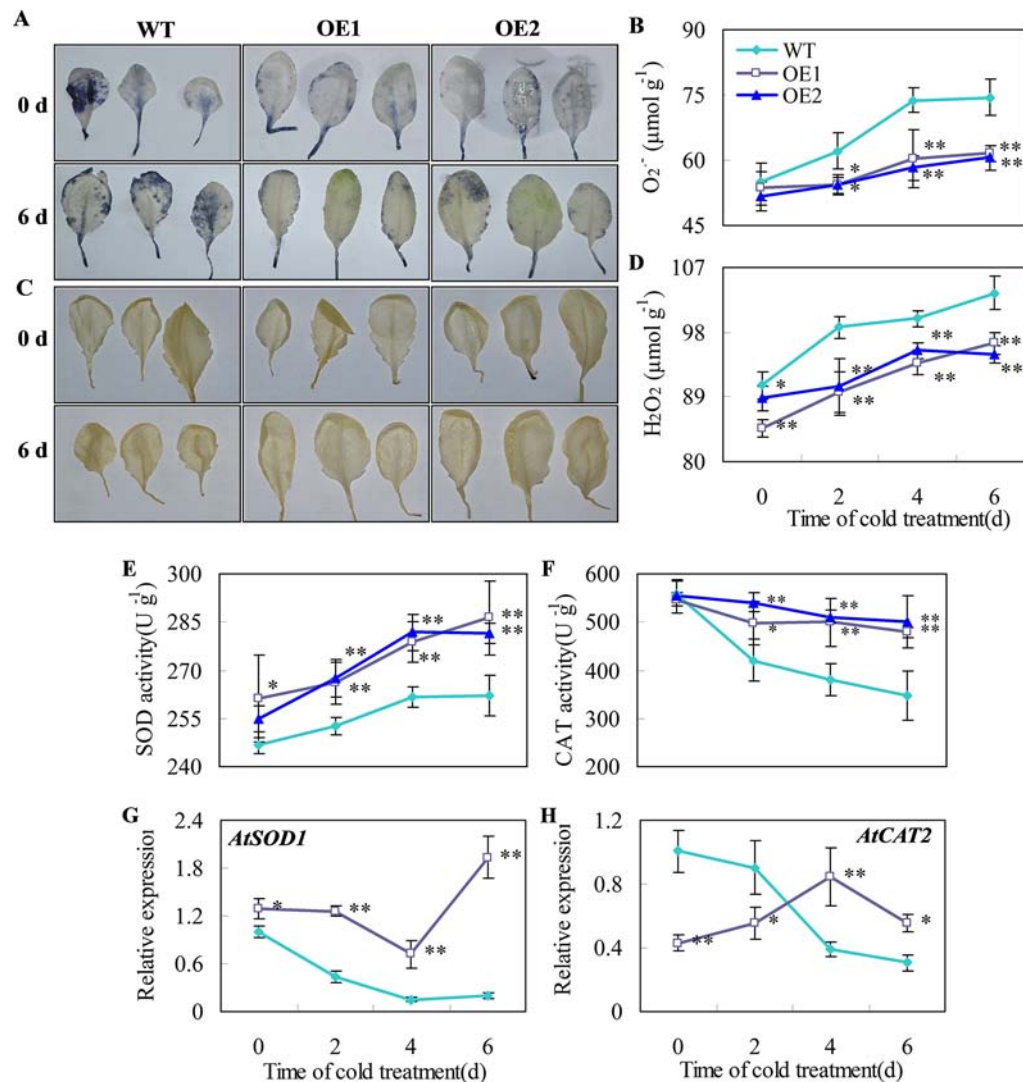 A
WT
OE1
OE2
0 d
6 d
C
0 d
6 d
B
90
75
60
45
O₂·⁻ (µmol g⁻¹)
WT
OE1
OE2
*
*
**
**
**
**
D
107
98
89
80
H₂O₂ (µmol g⁻¹)
*
**
**
**
**
**
**
**
0 2 4 6
Time of cold treatment(d)
E
300
285
270
255
240
SOD activity(U g⁻¹)
*
**
**
**
**
**
**
F
600
500
400
300
200
CAT activity(U g⁻¹)
**
*
**
**
**
**
G
AtSOD1
2.4
1.8
1.2
0.6
0
Relative expression
*
**
**
**
0 2 4 6
Time of cold treatment(d)
H
AtCAT2
1.2
0.8
0.4
0
Relative expression
**
*
**
*
0 2 4 6
Time of cold treatment(d)